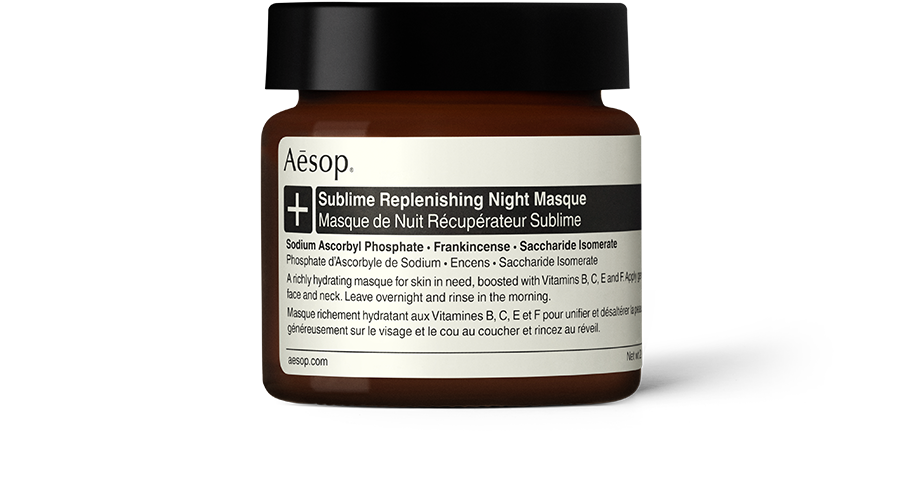 Aēsop®
+
Sublime Replenishing Night Masque
Masque de Nuit Récupérateur Sublime
Sodium Ascorbyl Phosphate • Frankincense • Saccharide Isomerate
Phosphate d'Ascorbyle de Sodium • Encens • Saccharide Isomerate
A richly hydrating masque for skin in need, boosted with Vitamins B, C, E and F. Apply
face and neck. Leave overnight and rinse in the morning.
Masque richement hydratant aux Vitamines B, C, E et F pour unifier et désaltérer la
généreusement sur le visage et le cou au coucher et rincez au réveil.
aesop.com
Net